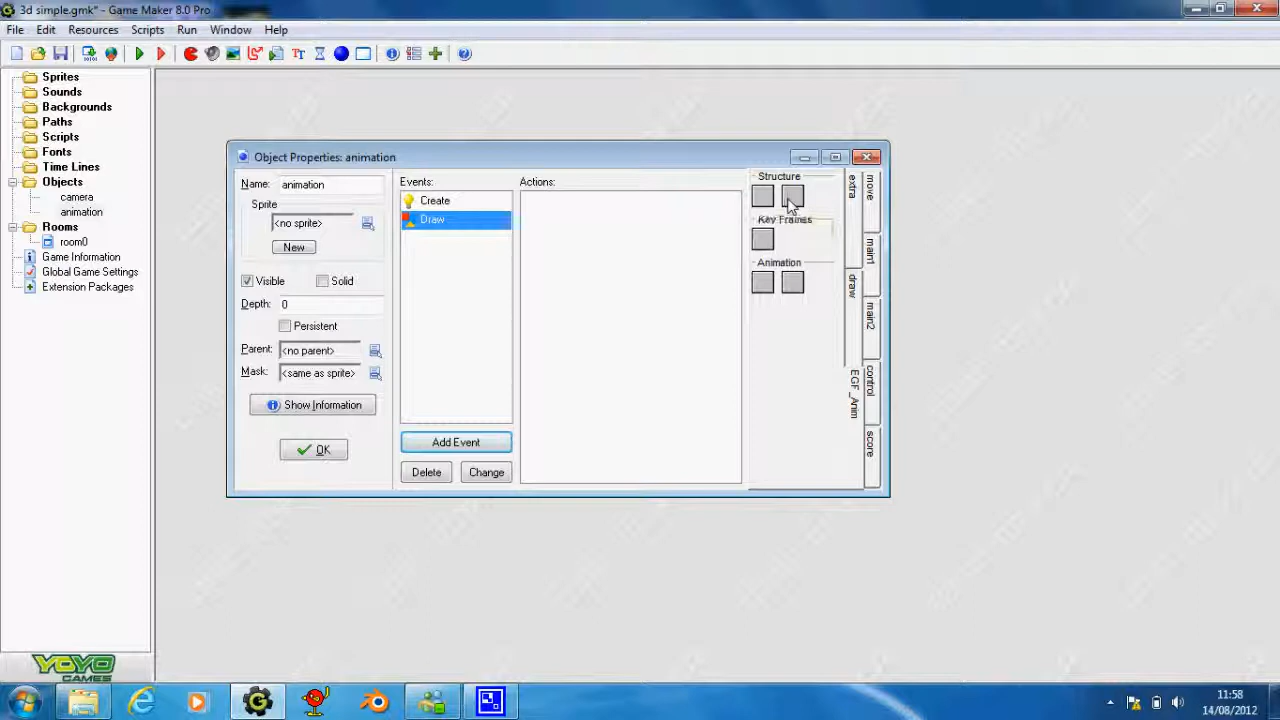 3d simple.gmk* - Game Maker 8.0 Pro
File Edit Resources Scripts Run Window Help
Sprites
Sounds
Backgrounds
Paths
Scripts
Fonts
Time Lines
Objects
camera
animation
Rooms
room0
Game Information
Global Game Settings
Extension Packages
YOYO
GAMES
Object Properties: animation
Name: animation
Sprite
<no sprite>
New
Visible Solid
Depth: 0
Persistent
Parent: <no parent>
Mask: <same as sprite>
Show Information
OK
Events:
Create
Draw
Add Event
Delete Change
Actions:
Structure
Key Frames
Animation
extra
draw
EGF_Anim
move
main1
main2
control
score
11:58
14/08/2012